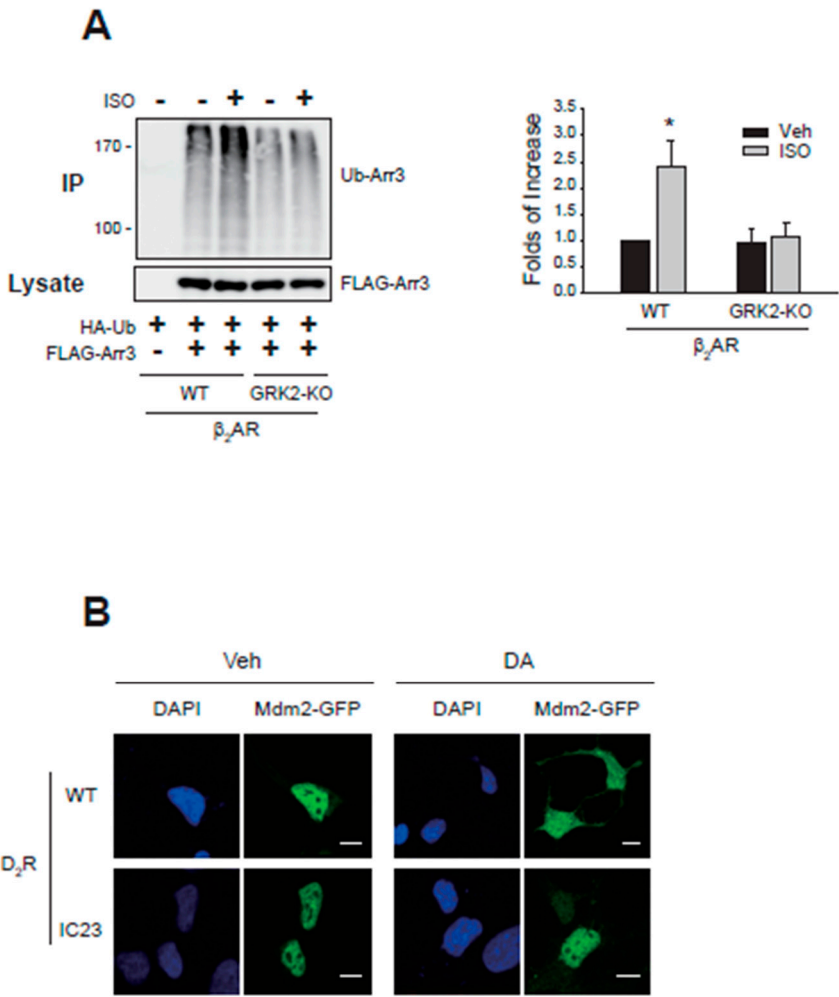 A
ISO - - + - +
170 -
IP
Ub-Arr3
100 -
Lysate
FLAG-Arr3
HA-Ub + + + + +
FLAG-Arr3 - + + + +
WT GRK2-KO
β₂AR
Folds of Increase
3.5
3.0
2.5
2.0
1.5
1.0
0.5
0.0
*
Veh
ISO
WT GRK2-KO
β₂AR
B
Veh DA
DAPI Mdm2-GFP DAPI Mdm2-GFP
WT
D₂R
IC23